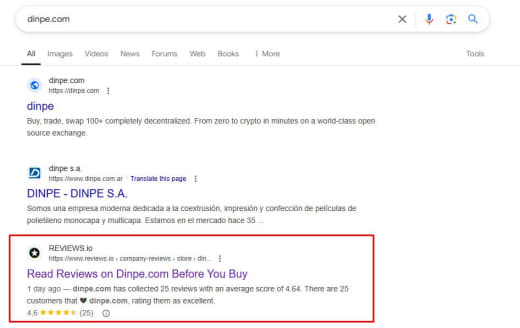 dinpe.com
All Images Videos News Forums Web Books More Tools
dinpe.com
https://dinpe.com
dinpe
Buy, trade, swap 100+ completely decentralized. From zero to crypto in minutes on a world-class open
source exchange.
dinpe s.a.
https://www.dinpe.com.ar · Translate this page
DINPE - DINPE S.A.
Somos una empresa moderna dedicada a la coextrusión, impresión y confección de películas de
polietileno monocapa y multicapa. Estamos en el mercado hace 35 ...
REVIEWS.io
https://www.reviews.io › company-reviews › store › din...
Read Reviews on Dinpe.com Before You Buy
1 day ago — dinpe.com has collected 25 reviews with an average score of 4.64. There are 25
customers that ❤ dinpe.com, rating them as excellent.
4,6 ★★★★★ (25)